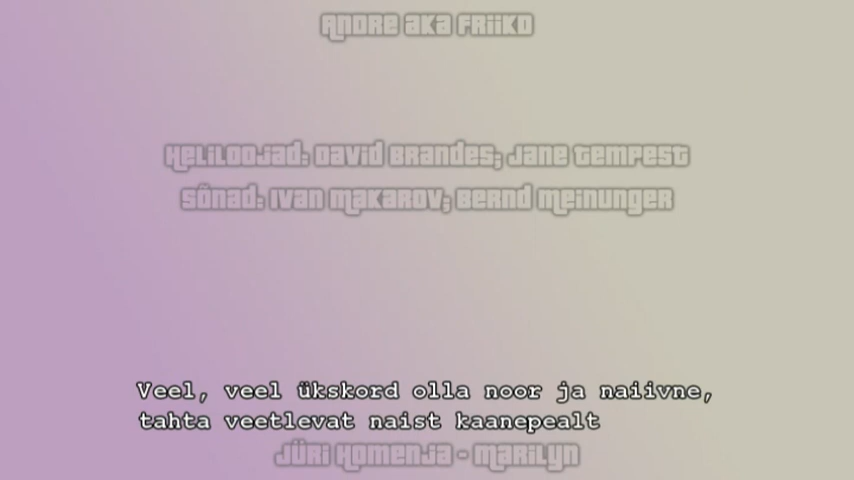 Andre aka Friiko
Heliloojad: David Brandes; Jane Tempest
Sõnad: Ivan Makarov; Bernd Meinunger
Veel, veel ükskord olla noor ja naiivne,
tahta veetlevat naist kaanepealt
Jüri Homenja - Marilyn